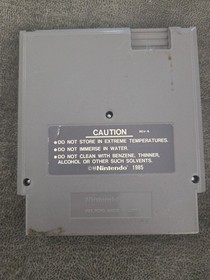 CAUTION
●DO NOT STORE IN EXTREME TEMPERATURES.
●DO NOT IMMERSE IN WATER.
●DO NOT CLEAN WITH BENZENE, THINNER,
ALCOHOL OR OTHER SUCH SOLVENTS.
©®Nintendo® 1985